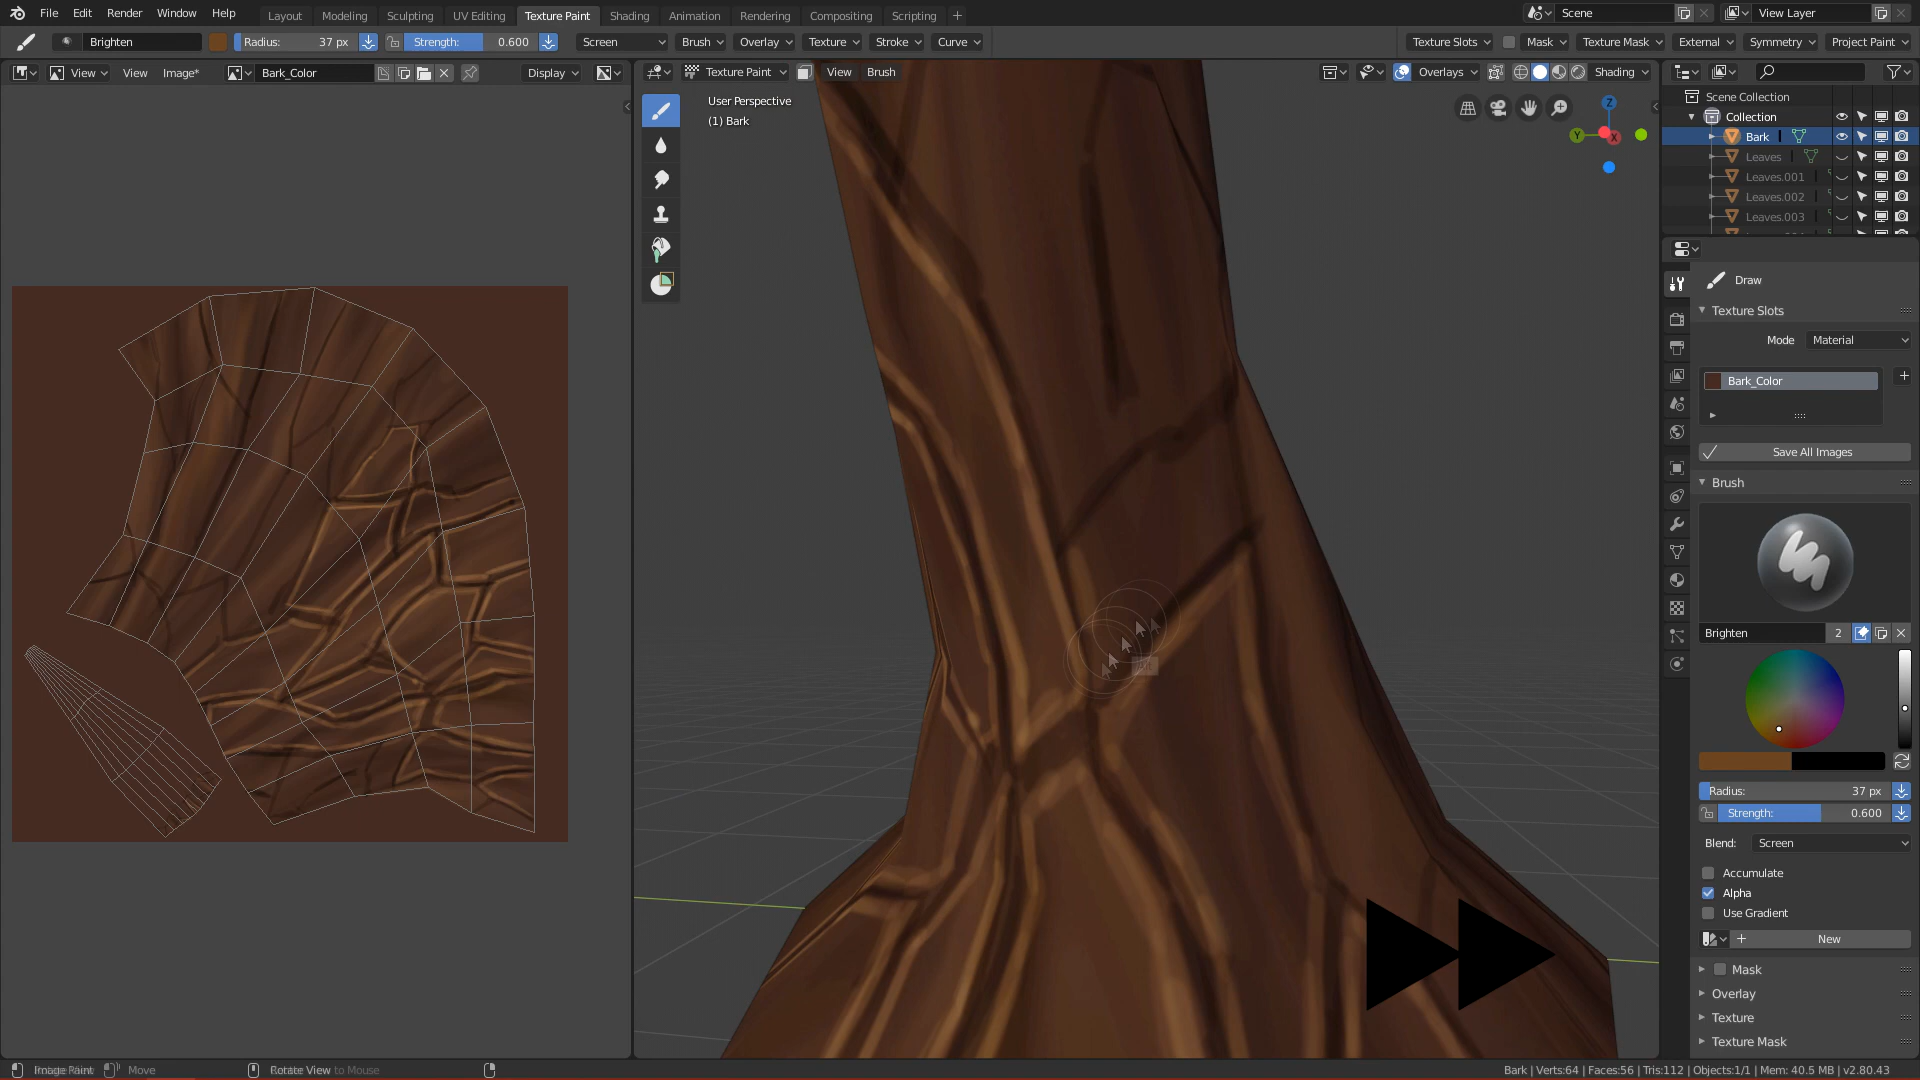 File Edit Render Window Help Layout Modeling Sculpting UV Editing Texture Paint Shading Animation Rendering Compositing Scripting + Scene View Layer
Brighten Radius: 37 px Strength: 0.600 Screen Brush Overlay Texture Stroke Curve Texture Slots Mask Texture Mask External Symmetry Project Paint
View View Image* Bark_Color Display Texture Paint View Brush Overlays Shading
User Perspective
(1) Bark
Z
Y X
Scene Collection
Collection
Bark
Leaves
Leaves.001
Leaves.002
Leaves.003
Draw
Texture Slots
Mode Material
Bark_Color
Save All Images
Brush
Brighten 2
Radius: 37 px
Strength: 0.600
Blend: Screen
Accumulate
Alpha
Use Gradient
+ New
Mask
Overlay
Texture
Texture Mask
Move Rotate View to Mouse Bark | Verts:64 | Faces:56 | Tris:112 | Objects:1/1 | Mem: 40.5 MB | v2.80.43